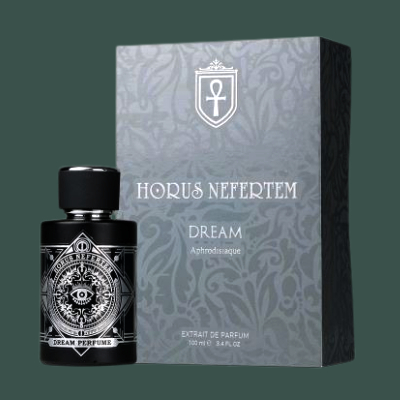 HORUS NEFERTEM
DREAM
Aphrodisiaque
EXTRAIT DE PARFUM
100 ml ℮ 3.4 FL OZ
HORUS NEFERTEM
DREAM PERFUME